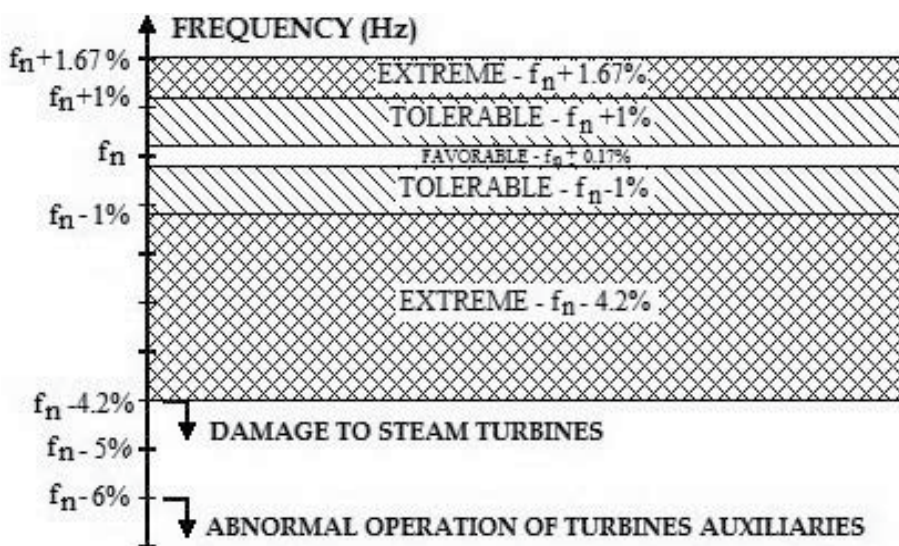 FREQUENCY (Hz)
fn+1.67%
EXTREME - fn+ 1.67%
fn+1%
TOLERABLE - fn +1%
fn
FAVORABLE - fn ± 0.17%
TOLERABLE - fn-1%
fn-1%
EXTREME - fn- 4.2%
fn -4.2%
DAMAGE TO STEAM TURBINES
fn- 5%
fn-6%
ABNORMAL OPERATION OF TURBINES AUXILIARIES